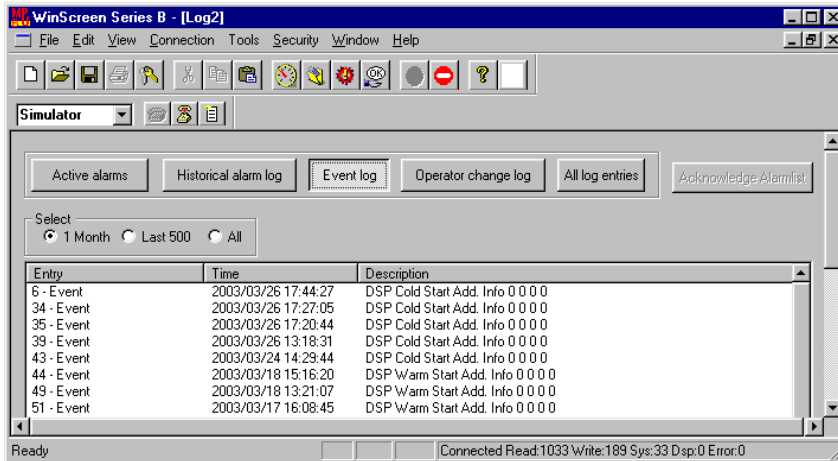 WinScreen Series B - [Log2]
File Edit View Connection Tools Security Window Help
OK
Simulator
Active alarms Historical alarm log Event log Operator change log All log entries Acknowledge Alarmlist
Select
1 Month Last 500 All
Entry Time Description
6 - Event 2003/03/26 17:44:27 DSP Cold Start Add. Info 0 0 0 0
34 - Event 2003/03/26 17:27:05 DSP Cold Start Add. Info 0 0 0 0
35 - Event 2003/03/26 17:20:44 DSP Cold Start Add. Info 0 0 0 0
39 - Event 2003/03/26 13:18:31 DSP Cold Start Add. Info 0 0 0 0
43 - Event 2003/03/24 14:29:44 DSP Cold Start Add. Info 0 0 0 0
44 - Event 2003/03/18 15:16:20 DSP Warm Start Add. Info 0 0 0 0
49 - Event 2003/03/18 13:21:07 DSP Warm Start Add. Info 0 0 0 0
51 - Event 2003/03/17 16:08:45 DSP Warm Start Add. Info 0 0 0 0
Ready Connected Read:1033 Write:189 Sys:33 Dsp:0 Error:0